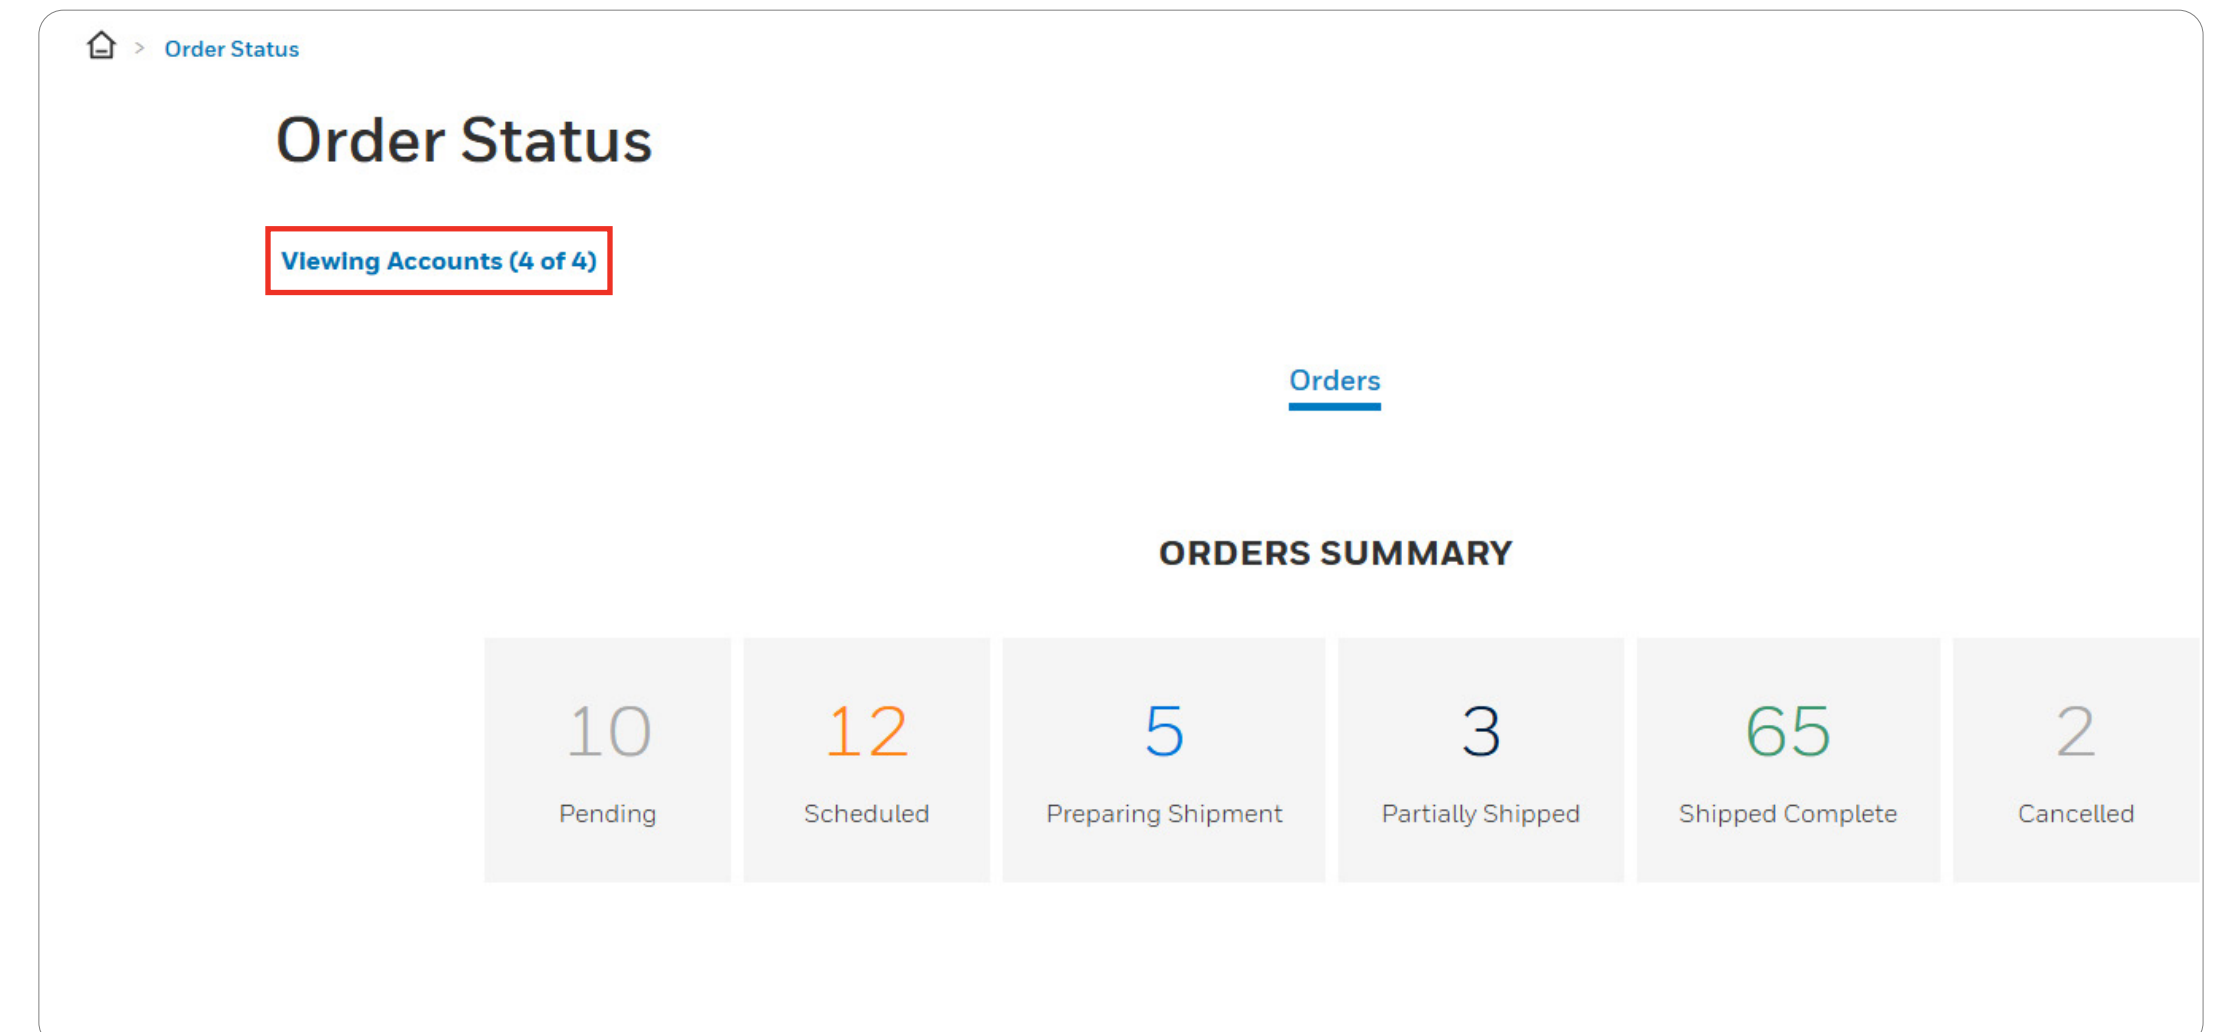 > Order Status
Order Status
Viewing Accounts (4 of 4)
Orders
ORDERS SUMMARY
10 12 5 3 65 2
Pending Scheduled Preparing Shipment Partially Shipped Shipped Complete Cancelled